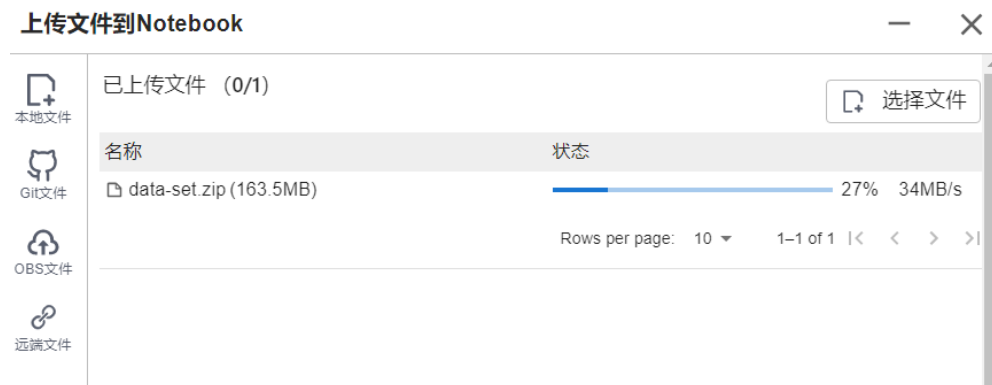 上传文件到Notebook
本地文件
Git文件
OBS文件
远端文件
已上传文件 （0/1）
选择文件
名称 状态
data-set.zip (163.5MB) 27% 34MB/s
Rows per page: 10 1–1 of 1